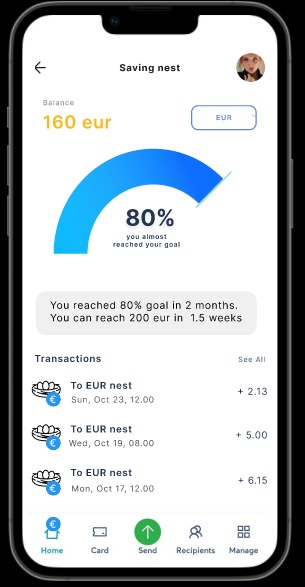 Saving nest
Balance
160 eur
EUR
80%
you almost
reached your goal
You reached 80% goal in 2 months.
You can reach 200 eur in 1.5 weeks
Transactions
See All
To EUR nest
+ 2.13
Sun, Oct 23, 12.00
€
To EUR nest
+ 5.00
Wed, Oct 19, 08.00
€
To EUR nest
+ 6.15
Mon, Oct 17, 12.00
€
€
Home
Card
Send
Recipients
Manage